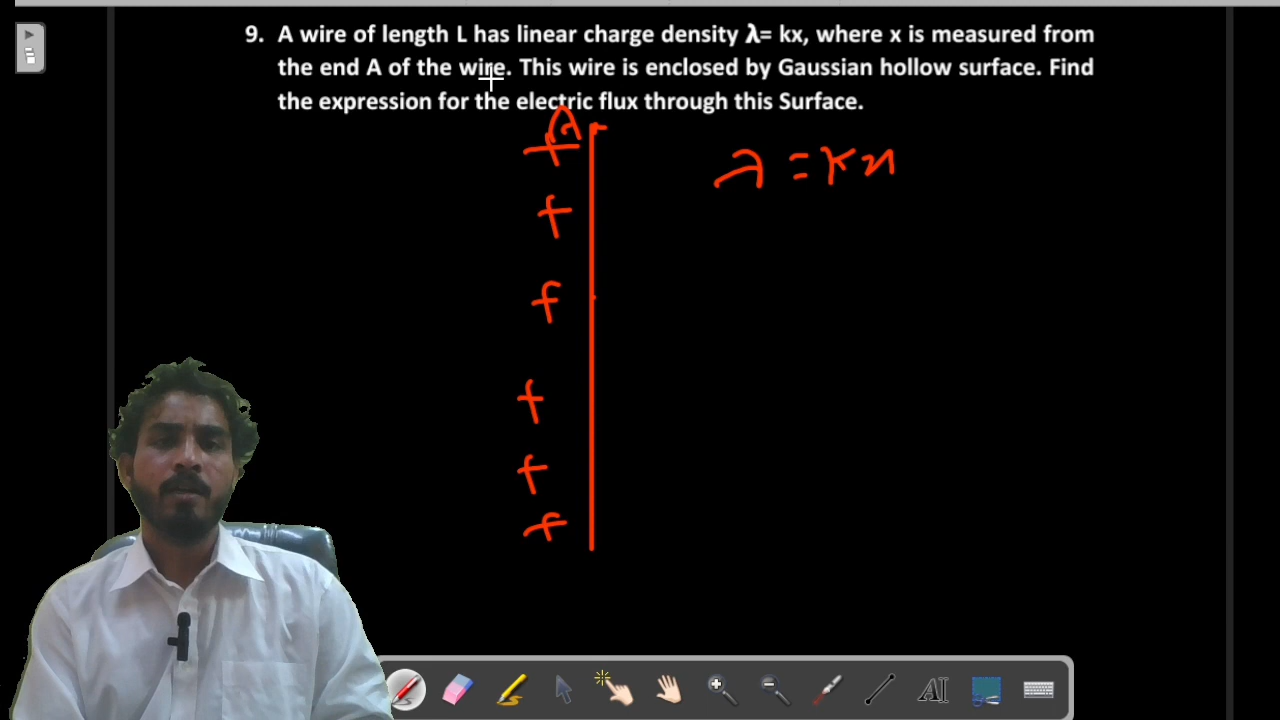 9. A wire of length L has linear charge density λ= kx, where x is measured from
the end A of the wire. This wire is enclosed by Gaussian hollow surface. Find
the expression for the electric flux through this Surface.
A
λ = kx
+
+
+
+
+
+
AI